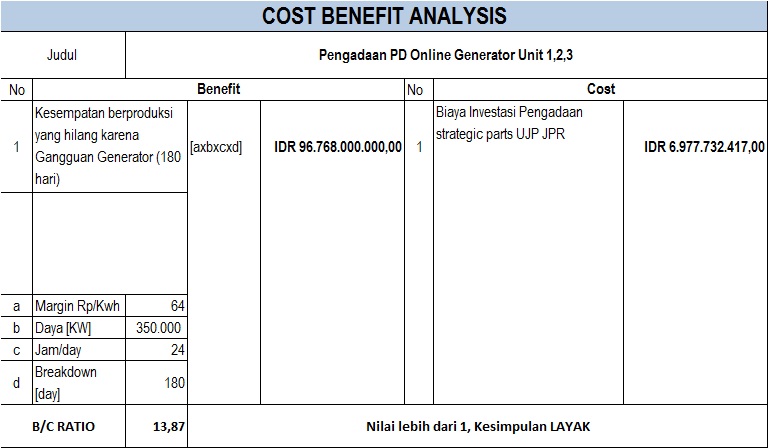 COST BENEFIT ANALYSIS
Judul Pengadaan PD Online Generator Unit 1,2,3
No Benefit No Cost
1 Kesempatan berproduksi
yang hilang karena
Gangguan Generator (180
hari)
[axbxcxd] IDR 96.768.000.000,00
1 Biaya Investasi Pengadaan
strategic parts UJP JPR
IDR 6.977.732.417,00
a Margin Rp/Kwh 64
b Daya [KW] 350.000
c Jam/day 24
d Breakdown
[day] 180
B/C RATIO 13,87 Nilai lebih dari 1, Kesimpulan LAYAK